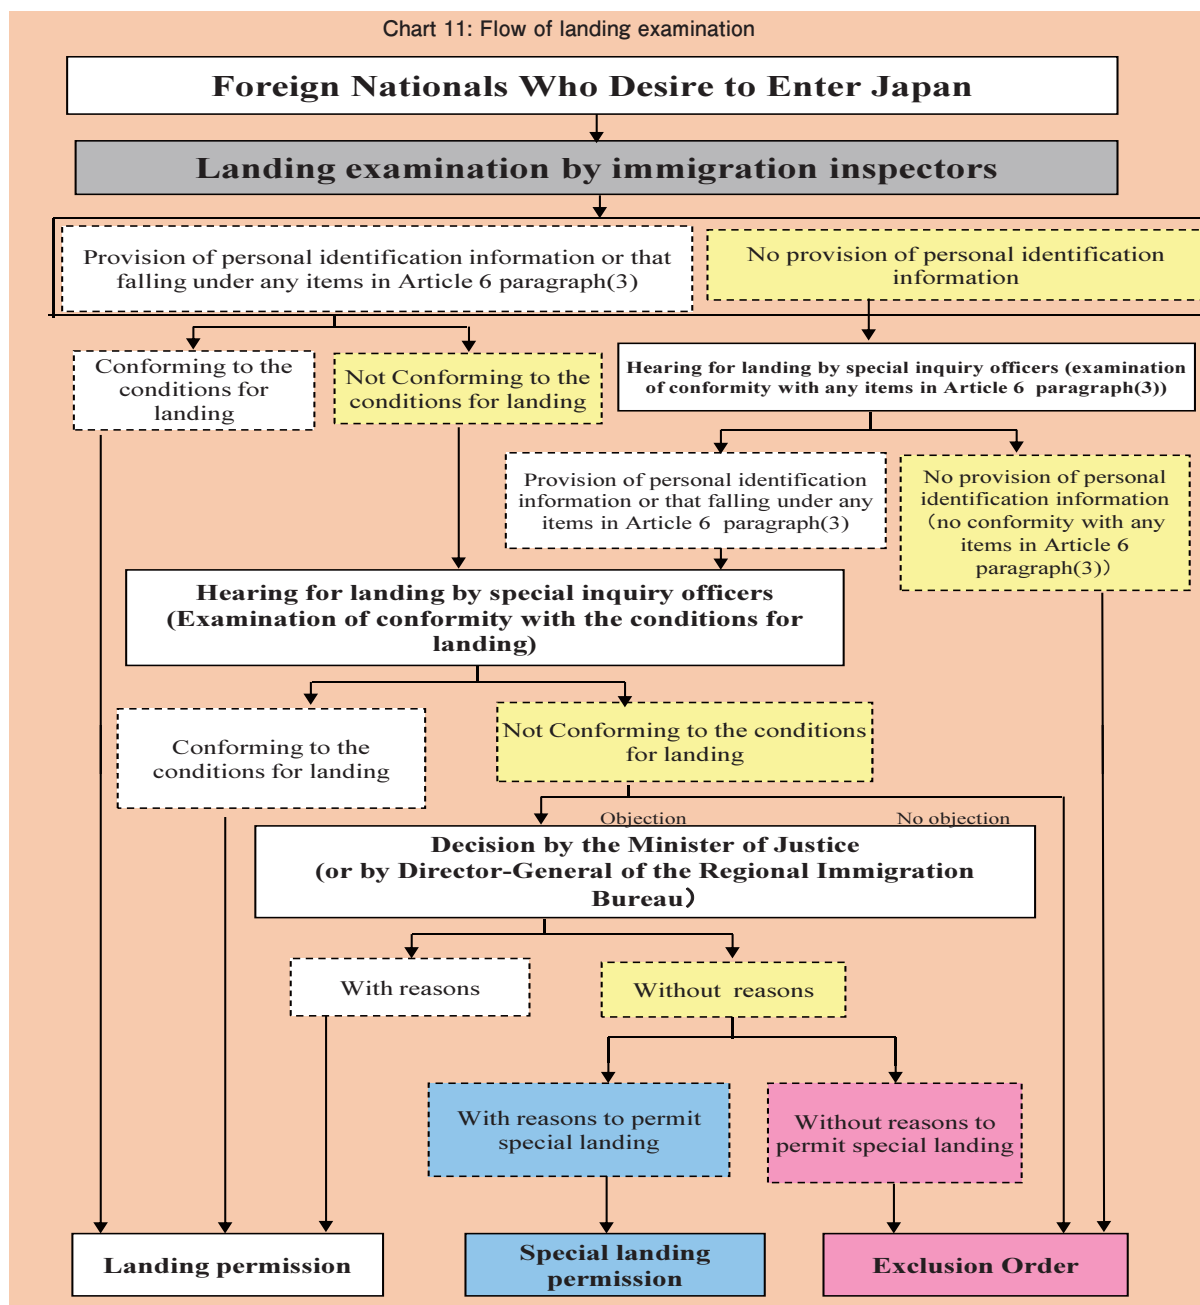 Chart 11: Flow of landing examination
Foreign Nationals Who Desire to Enter Japan
Landing examination by immigration inspectors
Provision of personal identification information or that
falling under any items in Article 6 paragraph(3)
No provision of personal identification
information
Conforming to the
conditions for
landing
Not Conforming to the
conditions for landing
Hearing for landing by special inquiry officers (examination
of conformity with any items in Article 6 paragraph(3))
Provision of personal identification
information or that falling under any
items in Article 6 paragraph(3)
No provision of personal
identification information
（no conformity with any
items in Article 6
paragraph(3)）
Hearing for landing by special inquiry officers
(Examination of conformity with the conditions for
landing)
Conforming to the
conditions for landing
Not Conforming to the conditions
for landing
Objection
No objection
Decision by the Minister of Justice
(or by Director-General of the Regional Immigration
Bureau）
With reasons
Without reasons
With reasons to permit
special landing
Without reasons to
permit special landing
Landing permission
Special landing
permission
Exclusion Order